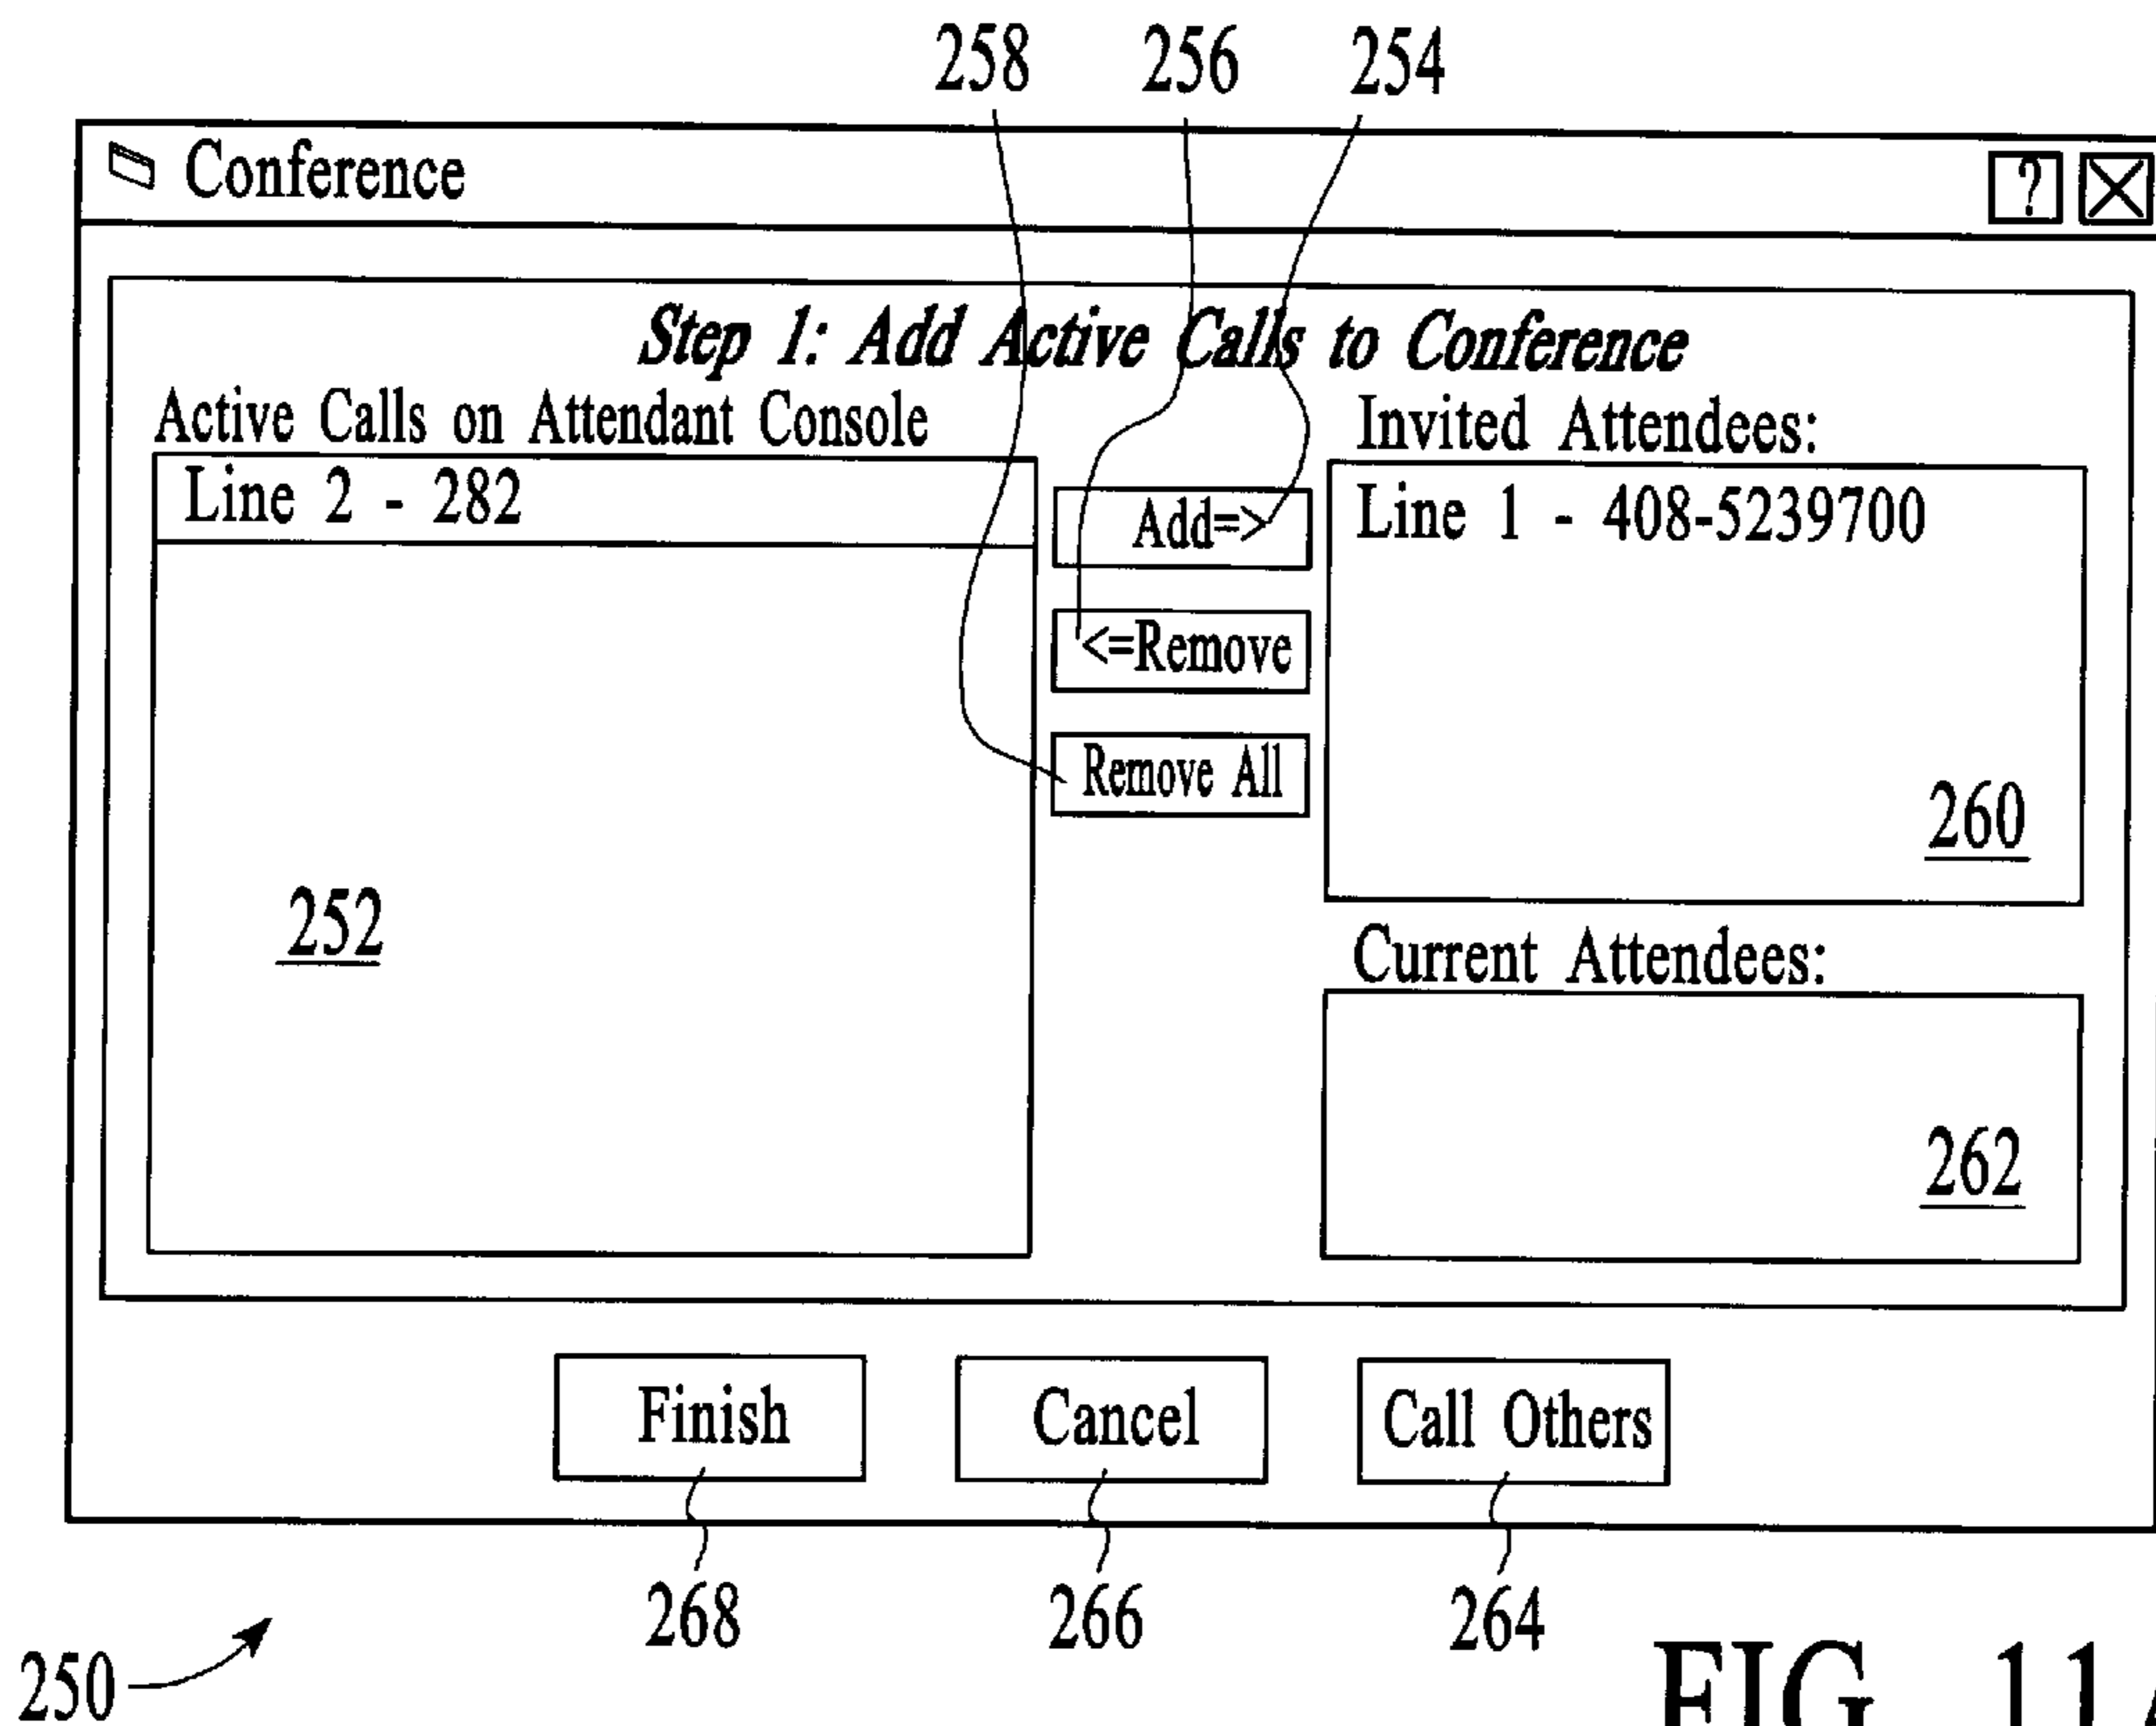 258 256 254
Conference ? X
Step 1: Add Active Calls to Conference
Active Calls on Attendant Console
Line 2 - 282
252
Add=>
<=Remove
Remove All
Invited Attendees:
Line 1 - 408-5239700
260
Current Attendees:
262
Finish Cancel Call Others
268 266 264
250
FIG. 11